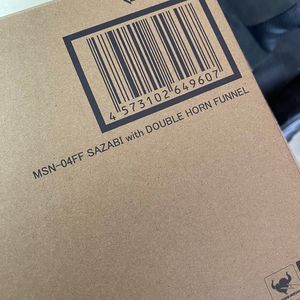 4 573102 649607
MSN-04FF SAZABI with DOUBLE HORN FUNNEL